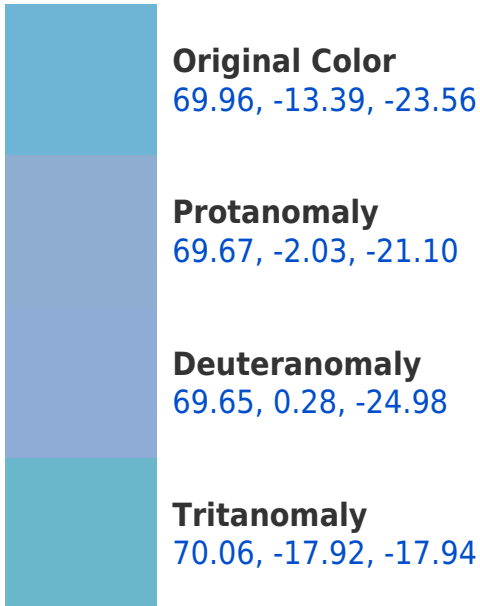 Original Color
69.96, -13.39, -23.56
Protanomaly
69.67, -2.03, -21.10
Deuteranomaly
69.65, 0.28, -24.98
Tritanomaly
70.06, -17.92, -17.94